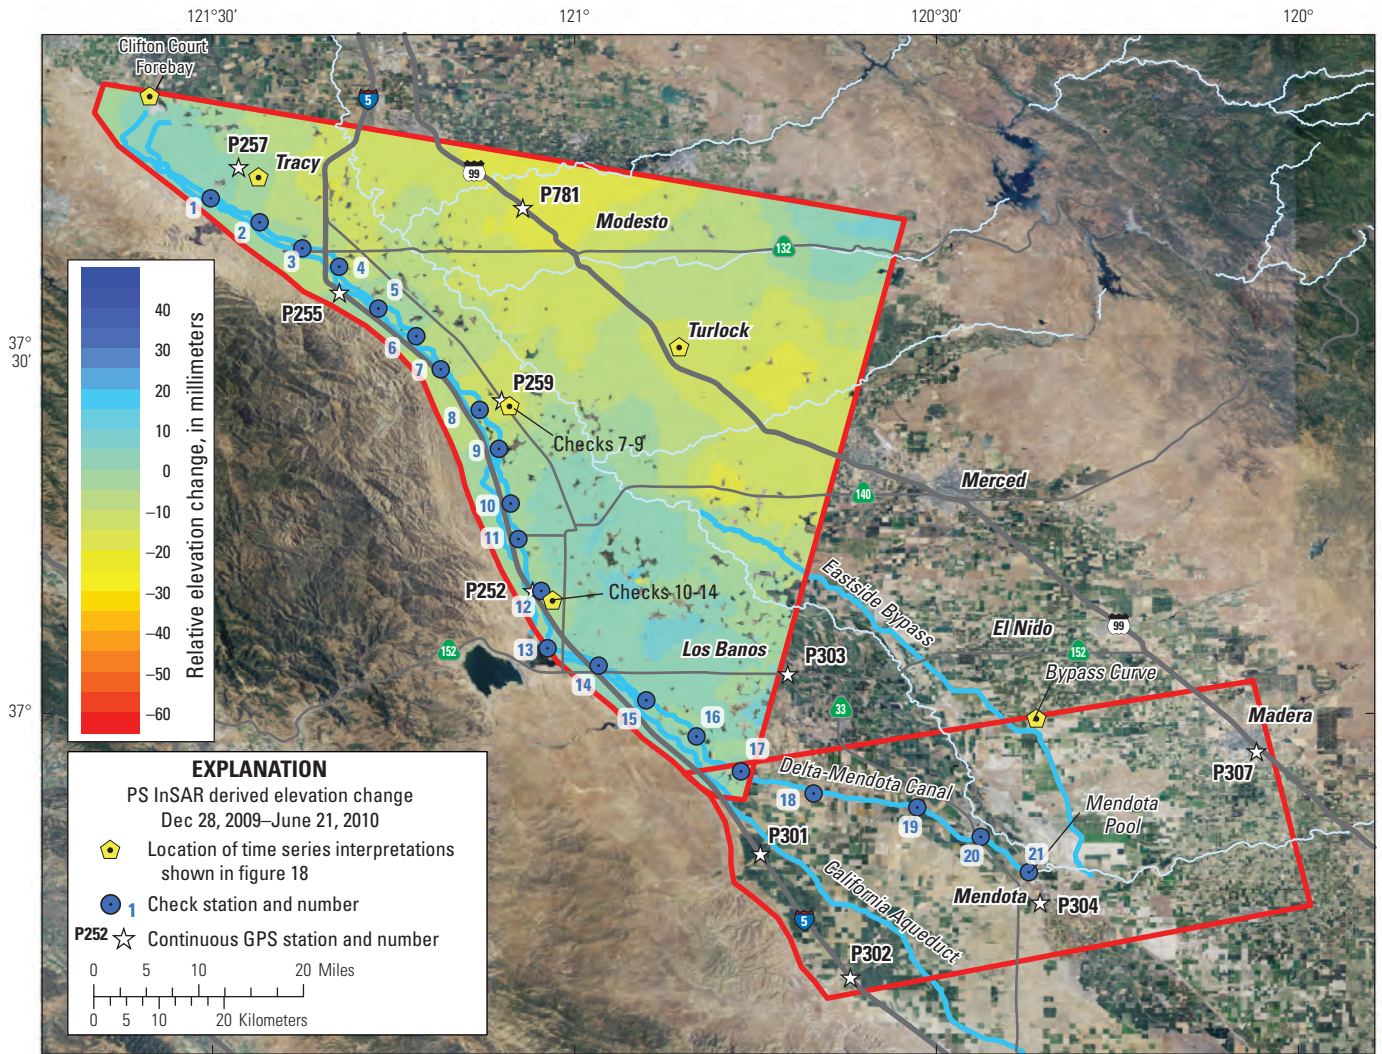 121°30'
121°
120°30'
120°
Clifton Court
Forebay
5
P257
Tracy
99
P781
Modesto
132
1
2
3
4
5
P255
37°
30'
6
7
Turlock
P259
8
Checks 7-9
9
Merced
10
140
11
Eastside Bypass
P252
Checks 10-14
12
El Nido
99
13
152
Los Banos
P303
152
Bypass Curve
14
33
37°
15
16
Madera
17
P307
Delta-Mendota Canal
18
Mendota
Pool
19
20
21
P301
California Aqueduct
Mendota
P304
5
P302
40
30
20
10
0
–10
–20
–30
–40
–50
–60
Relative elevation change, in millimeters
EXPLANATION
PS InSAR derived elevation change
Dec 28, 2009–June 21, 2010
Location of time series interpretations
shown in figure 18
1 Check station and number
P252 Continuous GPS station and number
0 5 10 20 Miles
0 5 10 20 Kilometers